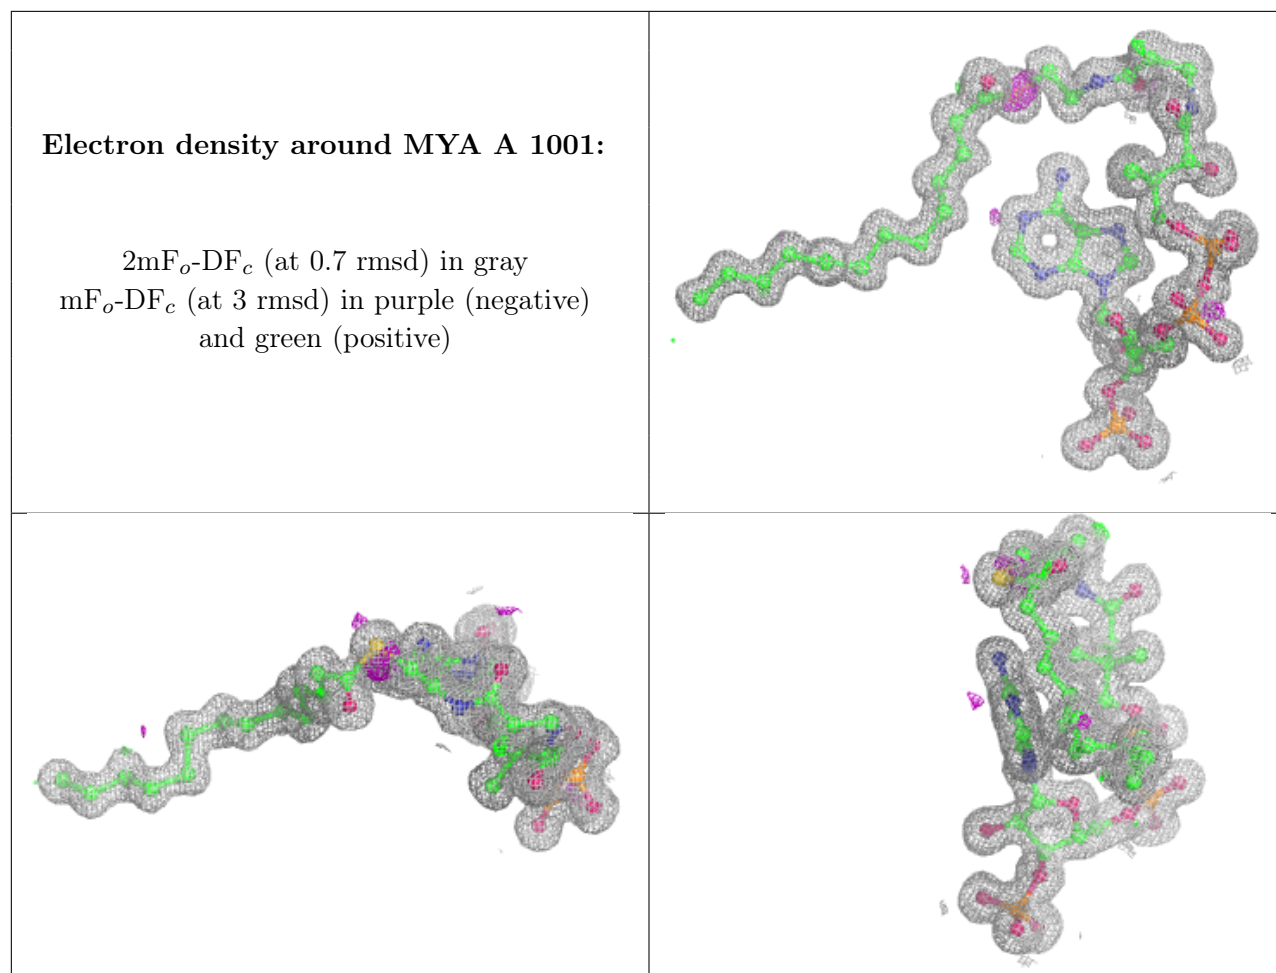 Electron density around MYA A 1001:
2mFo-DFc (at 0.7 rmsd) in gray
mFo-DFc (at 3 rmsd) in purple (negative)
and green (positive)